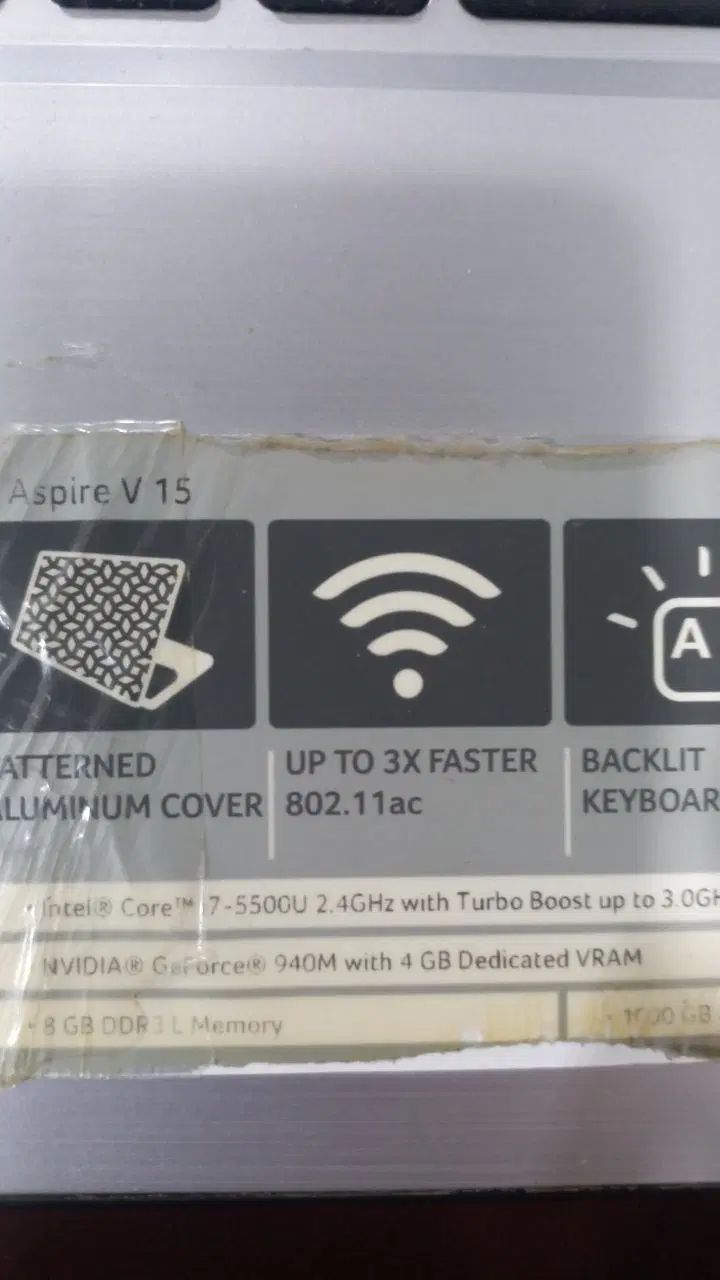 Aspire V 15
A
ATTERNED
ALUMINUM COVER
UP TO 3X FASTER
802.11ac
BACKLIT
KEYBOAR
Intel® Core™ i7-5500U 2.4GHz with Turbo Boost up to 3.0GH
NVIDIA® GeForce® 940M with 4 GB Dedicated VRAM
8 GB DDR3 L Memory
1000 GB